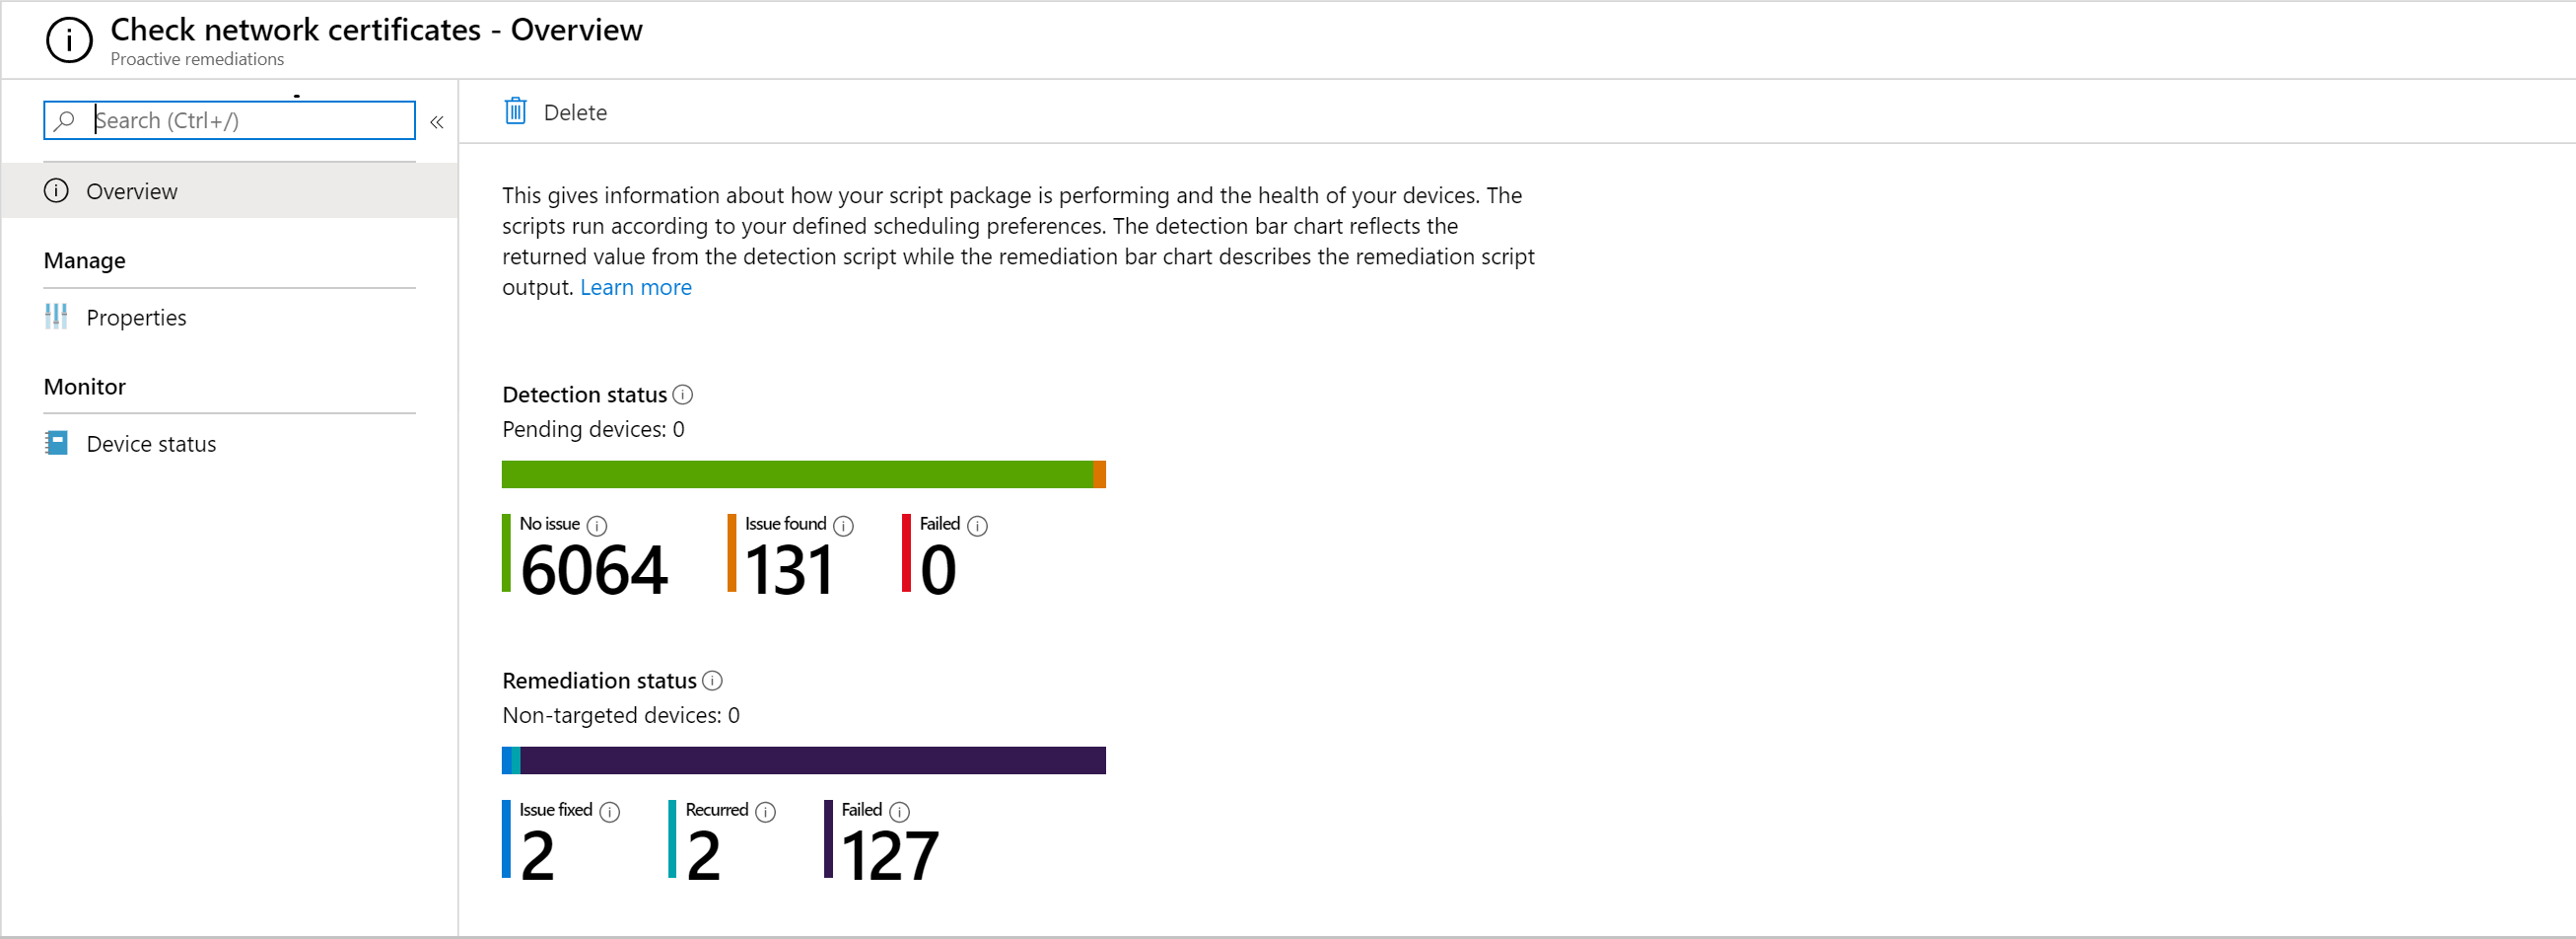 Check network certificates - Overview
Proactive remediations
Search (Ctrl+/)
«
Delete
Overview
Manage
Properties
Monitor
Device status
This gives information about how your script package is performing and the health of your devices. The
scripts run according to your defined scheduling preferences. The detection bar chart reflects the
returned value from the detection script while the remediation bar chart describes the remediation script
output. Learn more
Detection status
Pending devices: 0
No issue
6064
Issue found
131
Failed
0
Remediation status
Non-targeted devices: 0
Issue fixed
2
Recurred
2
Failed
127